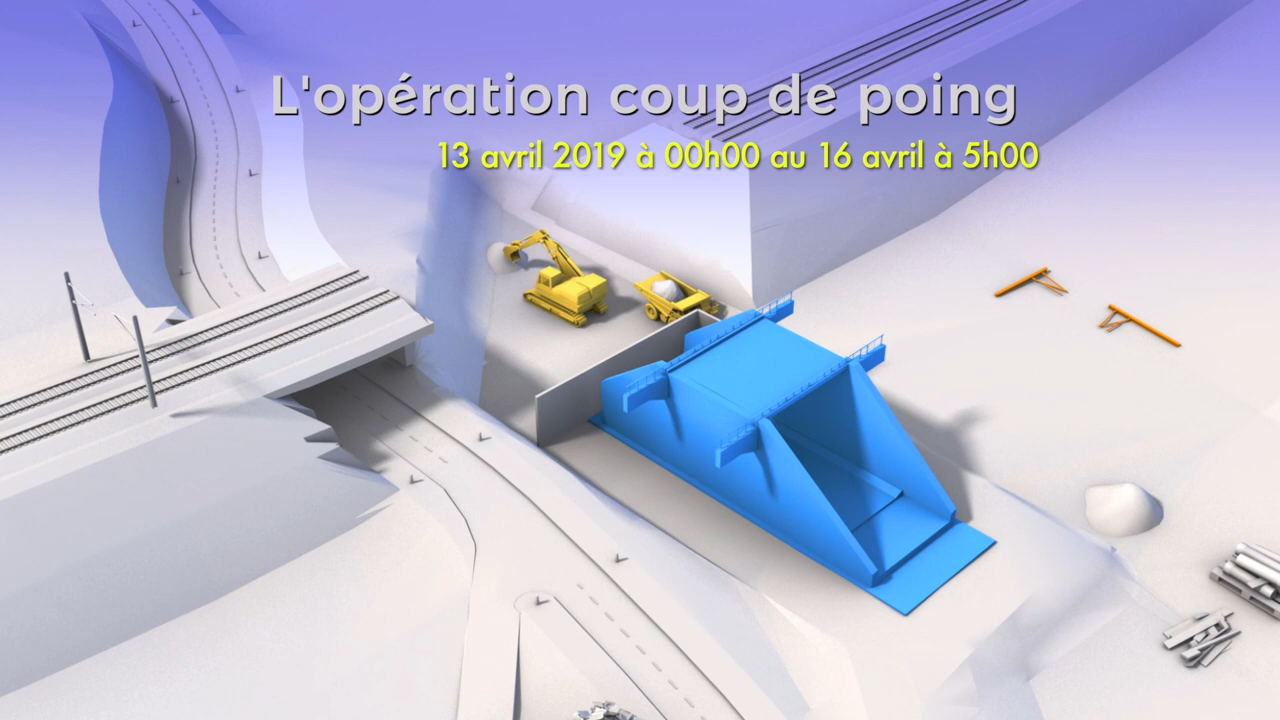 L'opération coup de poing
13 avril 2019 à 00h00 au 16 avril à 5h00